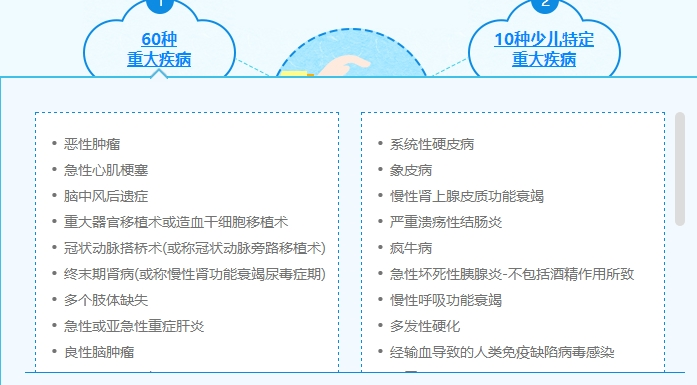 1
60种
重大疾病
2
10种少儿特定
重大疾病
• 恶性肿瘤
• 急性心肌梗塞
• 脑中风后遗症
• 重大器官移植术或造血干细胞移植术
• 冠状动脉搭桥术(或称冠状动脉旁路移植术)
• 终末期肾病(或称慢性肾功能衰竭尿毒症期)
• 多个肢体缺失
• 急性或亚急性重症肝炎
• 良性脑肿瘤
• 系统性硬皮病
• 象皮病
• 慢性肾上腺皮质功能衰竭
• 严重溃疡性结肠炎
• 疯牛病
• 急性坏死性胰腺炎-不包括酒精作用所致
• 慢性呼吸功能衰竭
• 多发性硬化
• 经输血导致的人类免疫缺陷病毒感染